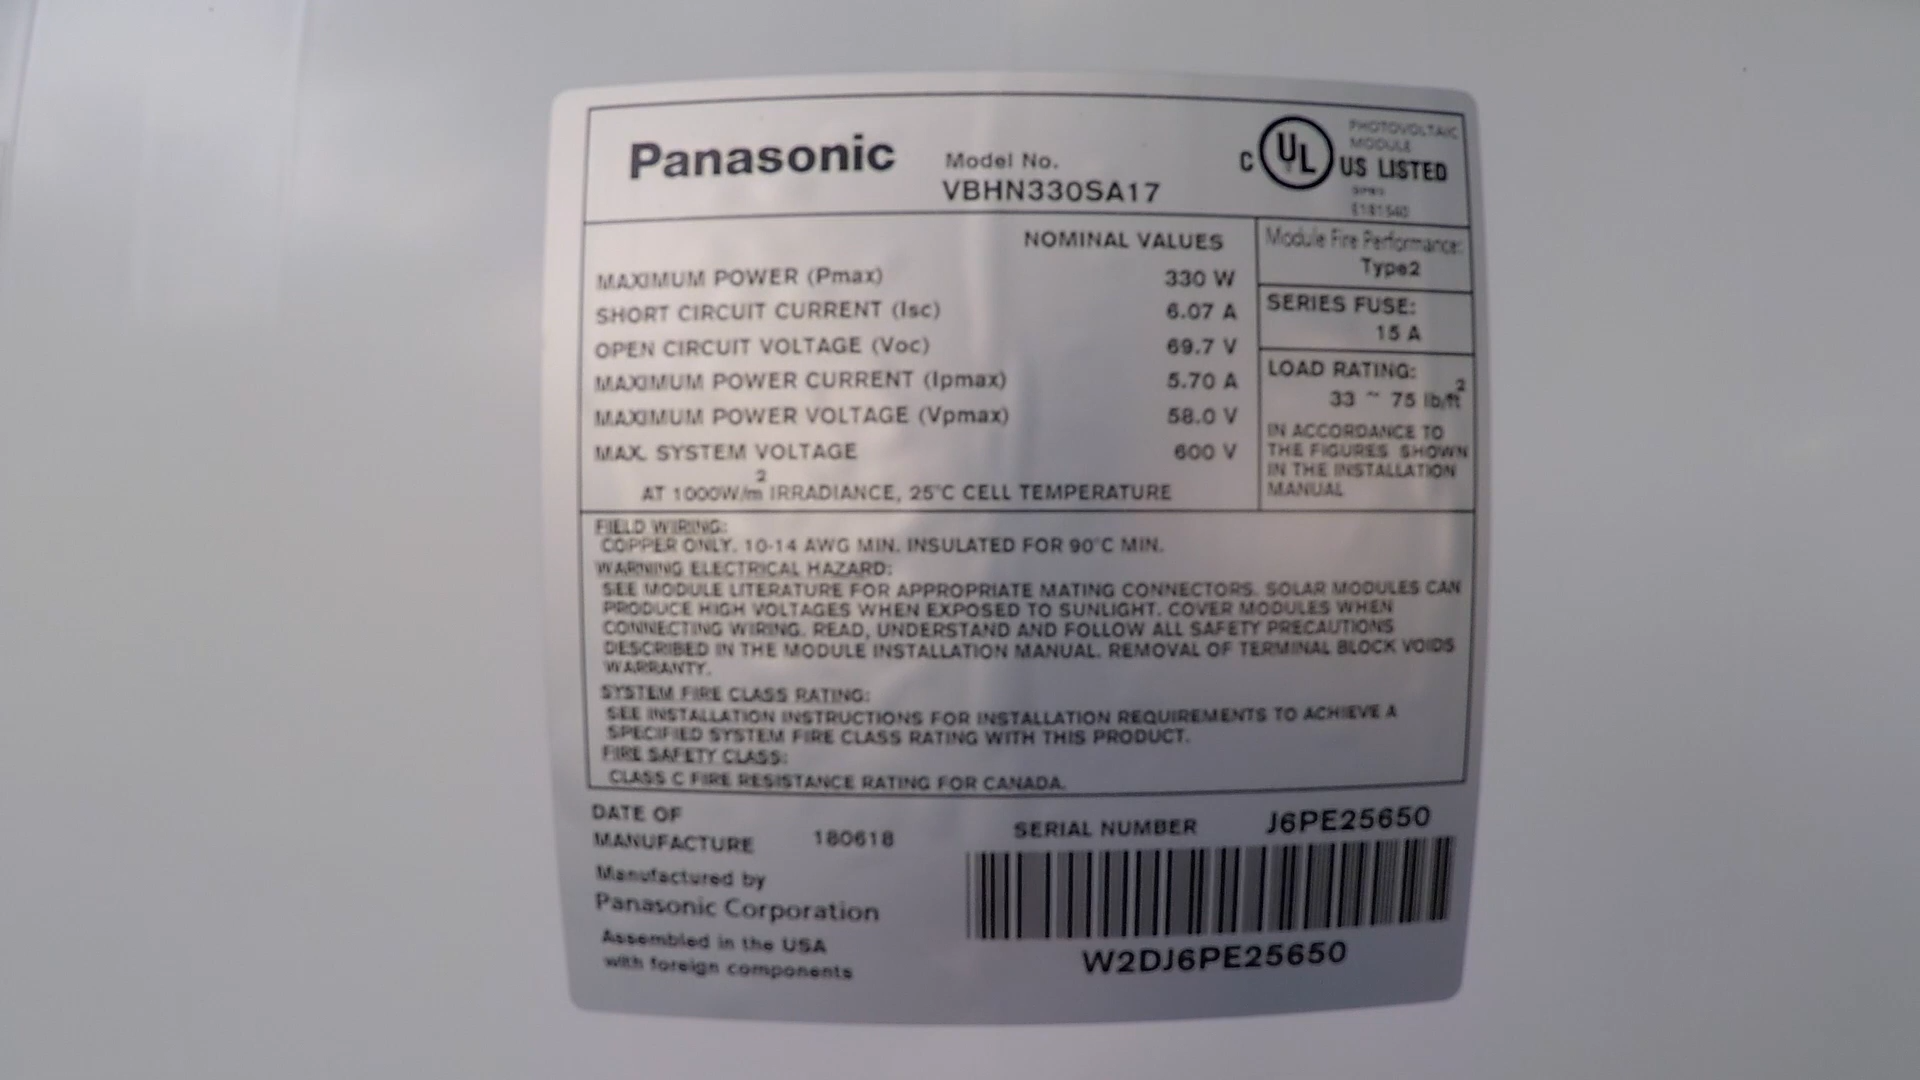 Panasonic
Model No.
VBHN330SA17
C UL US LISTED
PHOTOVOLTAIC
MODULE
E181540
NOMINAL VALUES
MAXIMUM POWER (Pmax) 330 W
SHORT CIRCUIT CURRENT (Isc) 6.07 A
OPEN CIRCUIT VOLTAGE (Voc) 69.7 V
MAXIMUM POWER CURRENT (Ipmax) 5.70 A
MAXIMUM POWER VOLTAGE (Vpmax) 58.0 V
MAX. SYSTEM VOLTAGE 600 V
AT 1000W/m² IRRADIANCE, 25°C CELL TEMPERATURE
Module Fire Performance:
Type2
SERIES FUSE:
15 A
LOAD RATING:
33 ~ 75 lb/ft²
IN ACCORDANCE TO
THE FIGURES SHOWN
IN THE INSTALLATION
MANUAL
FIELD WIRING:
COPPER ONLY. 10-14 AWG MIN. INSULATED FOR 90°C MIN.
WARNING ELECTRICAL HAZARD:
SEE MODULE LITERATURE FOR APPROPRIATE MATING CONNECTORS. SOLAR MODULES CAN
PRODUCE HIGH VOLTAGES WHEN EXPOSED TO SUNLIGHT. COVER MODULES WHEN
CONNECTING WIRING. READ, UNDERSTAND AND FOLLOW ALL SAFETY PRECAUTIONS
DESCRIBED IN THE MODULE INSTALLATION MANUAL. REMOVAL OF TERMINAL BLOCK VOIDS
WARRANTY.
SYSTEM FIRE CLASS RATING:
SEE INSTALLATION INSTRUCTIONS FOR INSTALLATION REQUIREMENTS TO ACHIEVE A
SPECIFIED SYSTEM FIRE CLASS RATING WITH THIS PRODUCT.
FIRE SAFETY CLASS:
CLASS C FIRE RESISTANCE RATING FOR CANADA.
DATE OF
MANUFACTURE 180618
Manufactured by
Panasonic Corporation
Assembled in the USA
with foreign components
SERIAL NUMBER J6PE25650
W2DJ6PE25650